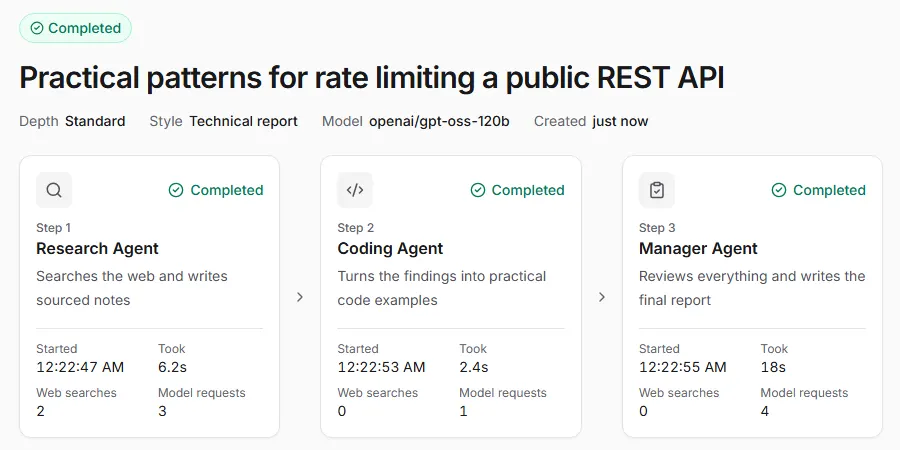 Completed
Practical patterns for rate limiting a public REST API
Depth Standard Style Technical report Model openai/gpt-oss-120b Created just now
Completed
Step 1
Research Agent
Searches the web and writes
sourced notes
Started Took
12:22:47 AM 6.2s
Web searches Model requests
2 3
Completed
Step 2
Coding Agent
Turns the findings into practical
code examples
Started Took
12:22:53 AM 2.4s
Web searches Model requests
0 1
Completed
Step 3
Manager Agent
Reviews everything and writes the
final report
Started Took
12:22:55 AM 18s
Web searches Model requests
0 4